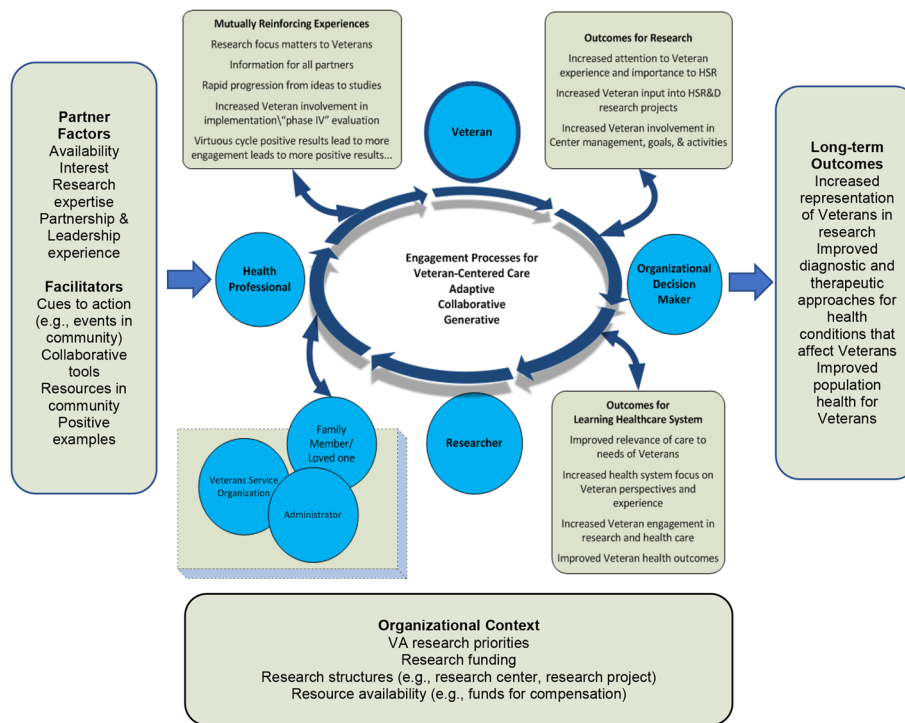 Mutually Reinforcing Experiences
Research focus matters to Veterans
Information for all partners
Rapid progression from ideas to studies
Increased Veteran involvement in
implementation\“phase IV” evaluation
Virtuous cycle positive results lead to more
engagement leads to more positive results...
Outcomes for Research
Increased attention to Veteran
experience and importance to HSR
Increased Veteran input into HSR&D
research projects
Increased Veteran involvement in
Center management, goals, & activities
Partner
Factors
Availability
Interest
Research
expertise
Partnership &
Leadership
experience
Facilitators
Cues to action
(e.g., events in
community)
Collaborative
tools
Resources in
community
Positive
examples
Veteran
Health
Professional
Engagement Processes for
Veteran-Centered Care
Adaptive
Collaborative
Generative
Organizational
Decision
Maker
Long-term
Outcomes
Increased
representation
of Veterans in
research
Improved
diagnostic and
therapeutic
approaches for
health
conditions that
affect Veterans
Improved
population
health for
Veterans
Researcher
Family
Member/
Loved one
Veterans Service
Organization
Administrator
Outcomes for
Learning Healthcare System
Improved relevance of care to
needs of Veterans
Increased health system focus on
Veteran perspectives and
experience
Increased Veteran engagement in
research and health care
Improved Veteran health outcomes
Organizational Context
VA research priorities
Research funding
Research structures (e.g., research center, research project)
Resource availability (e.g., funds for compensation)